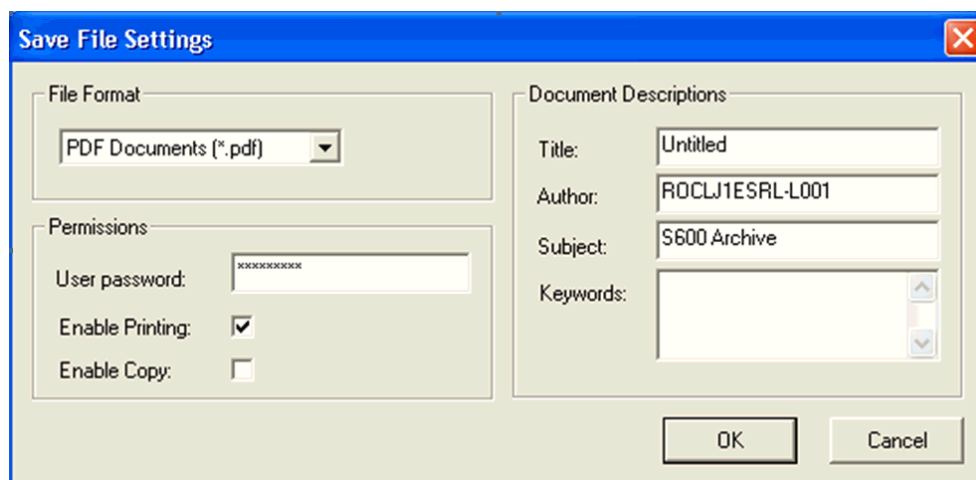 Save File Settings
File Format
PDF Documents (*.pdf)
Permissions
User password: xxxxxxxxx
Enable Printing:
Enable Copy:
Document Descriptions
Title: Untitled
Author: ROCLJ1ESRL-L001
Subject: S600 Archive
Keywords:
OK Cancel